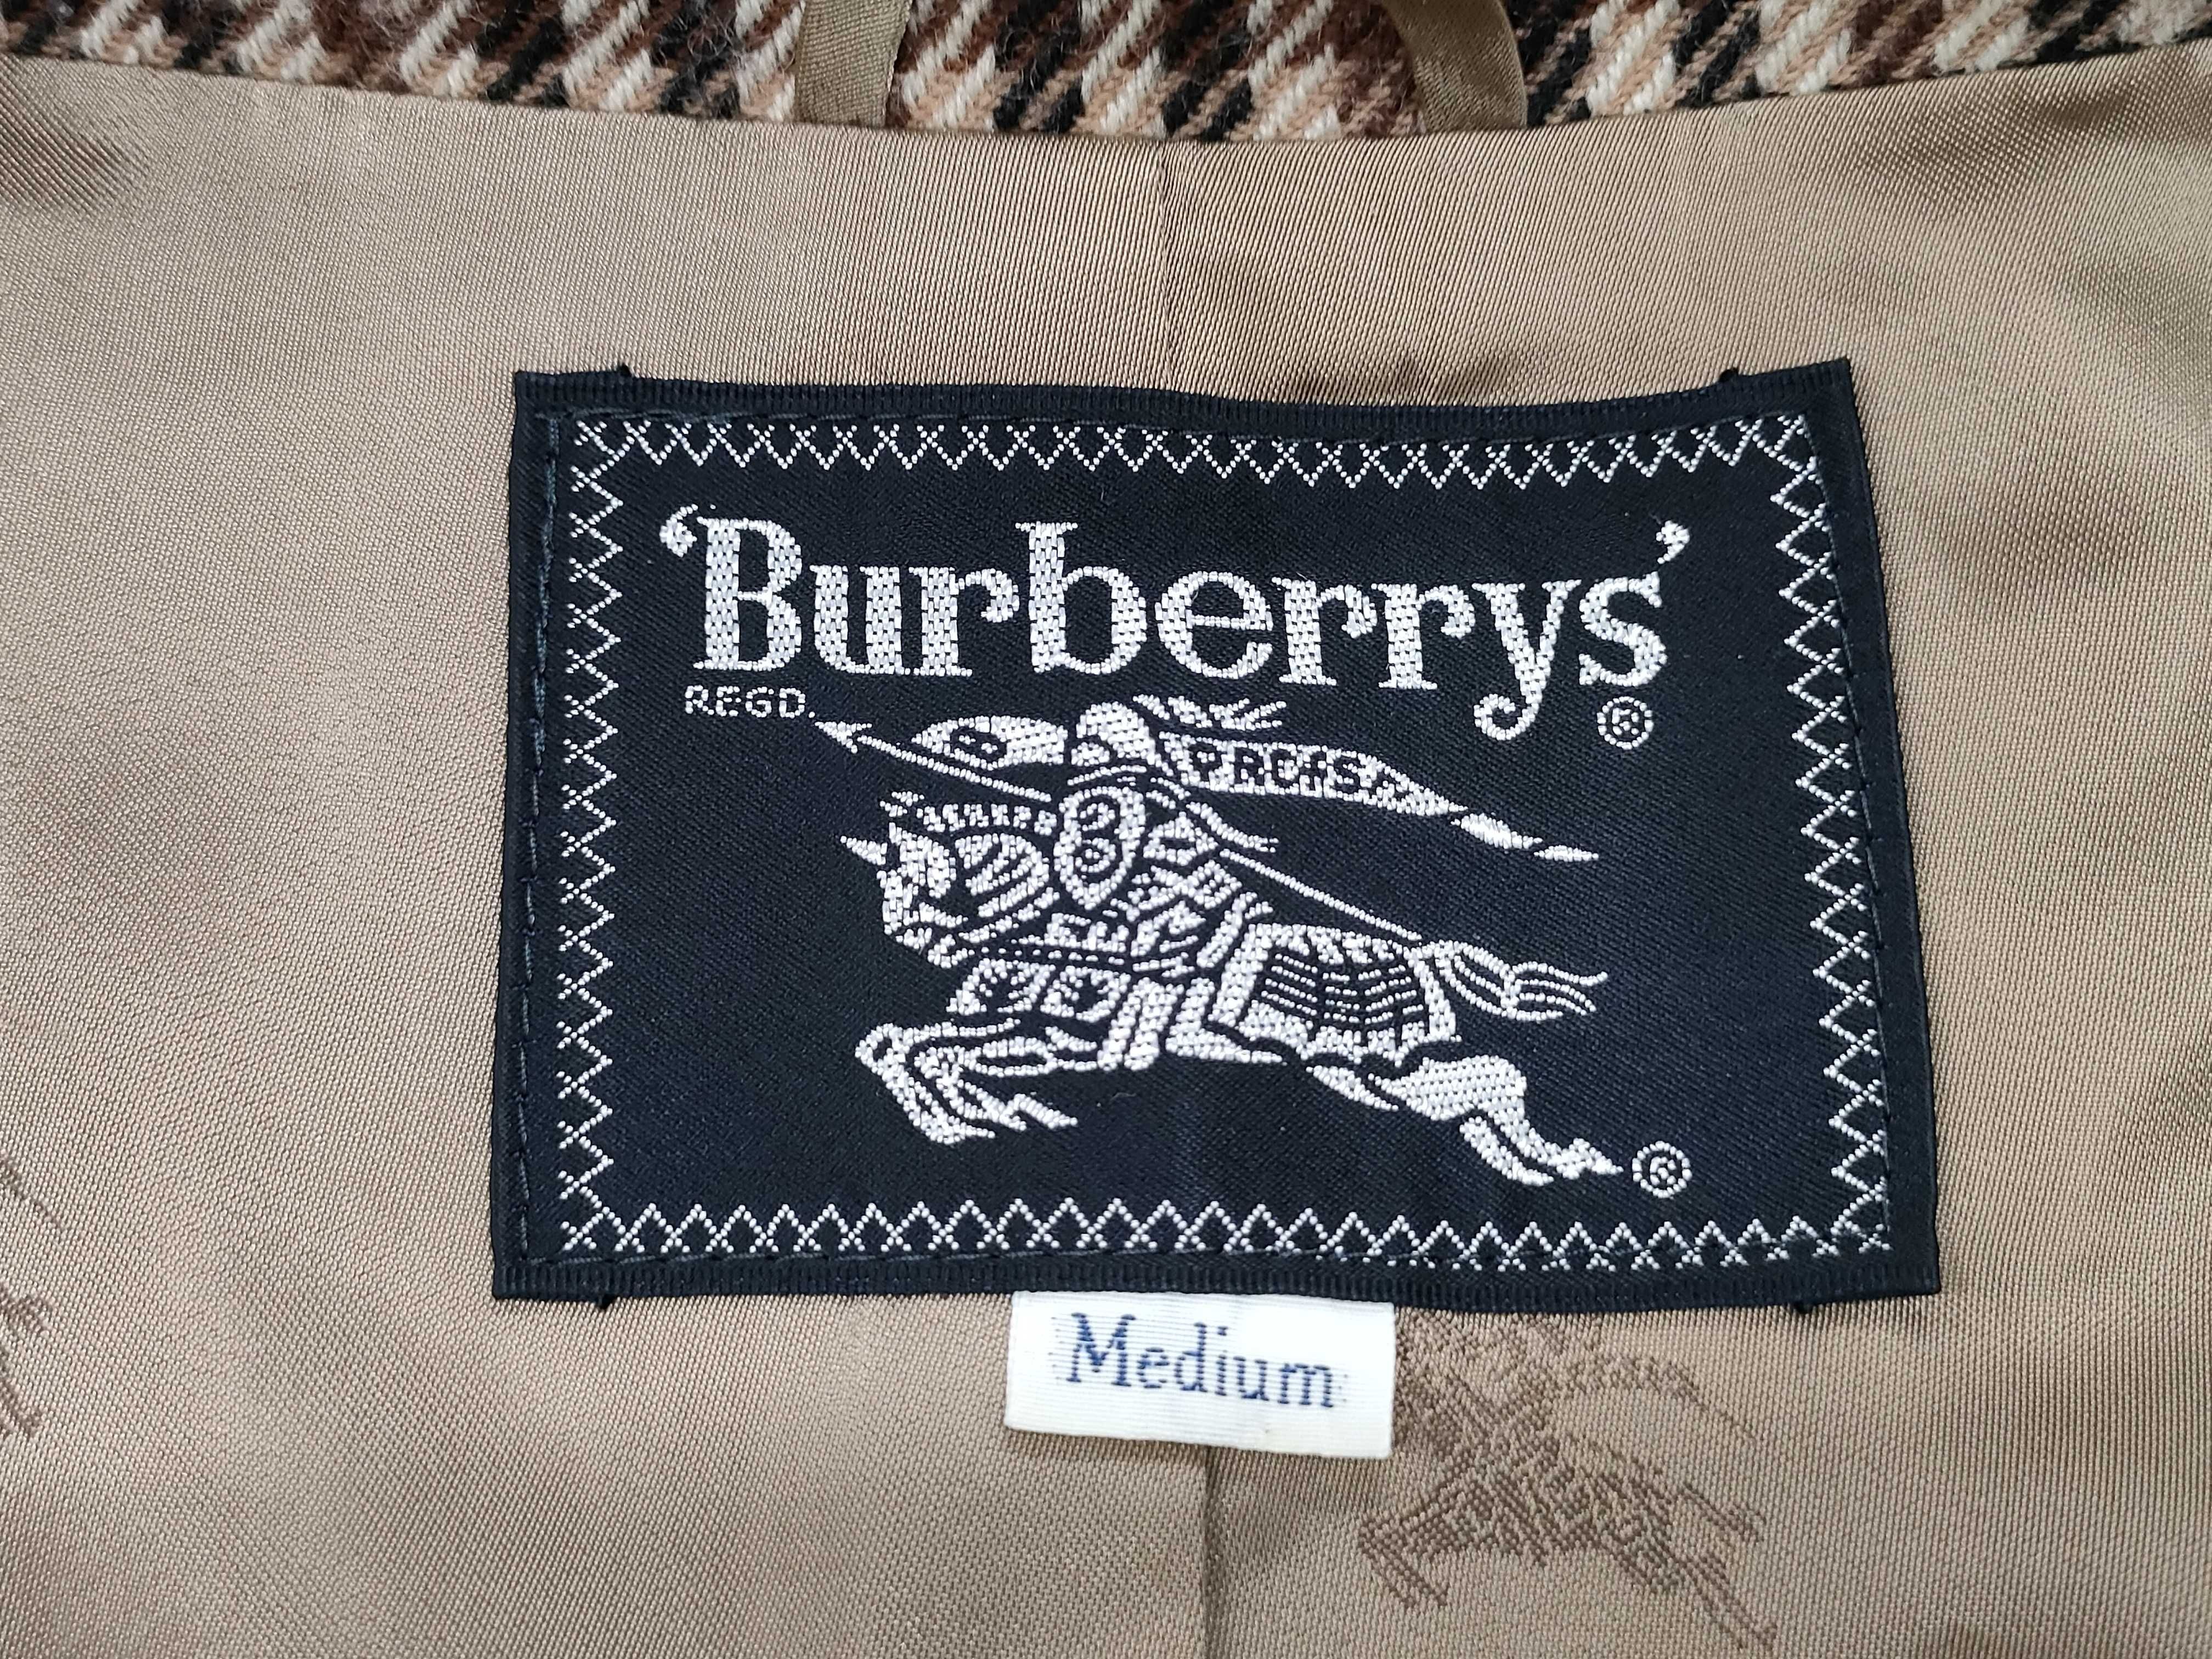 ‘Burberrys’
REGD. ®
B
PRORSUM
B
®
Medium